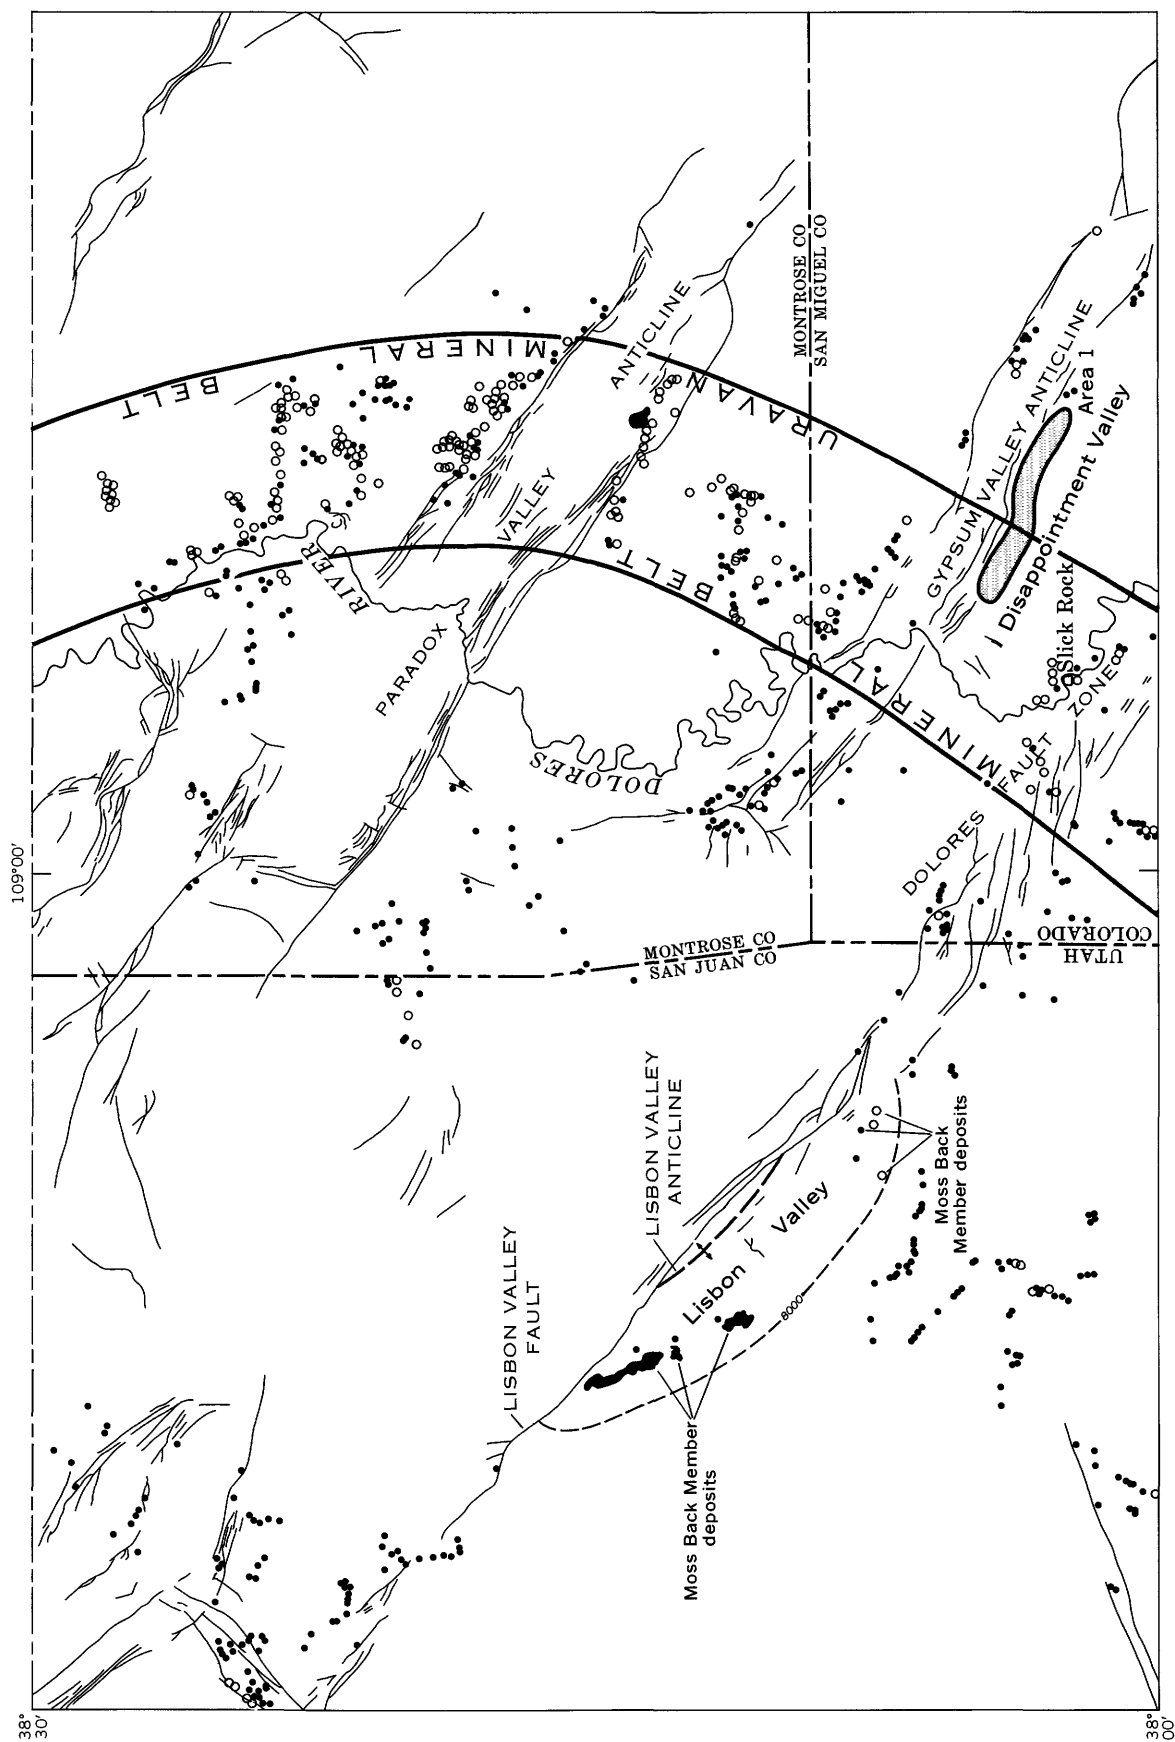 38°
30'
109°00'
38°
00'
MINERAL
BELT
URAVAN
MINERAL
BELT
PARADOX
VALLEY
ANTICLINE
DOLORES
RIVER
MONTROSE CO
SAN MIGUEL CO
MONTROSE CO
SAN JUAN CO
UTAH
COLORADO
GYPSUM VALLEY ANTICLINE
Disappointment Valley
Area 1
Slick Rock
DOLORES
FAULT
ZONE
LISBON VALLEY
ANTICLINE
LISBON VALLEY
FAULT
Lisbon Valley
8000
Moss Back
Member deposits
Moss Back Member
deposits